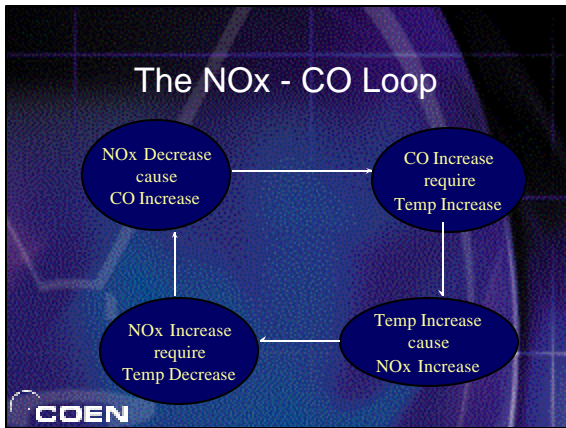 The NOx - CO Loop
NOx Decrease
cause
CO Increase
CO Increase
require
Temp Increase
Temp Increase
cause
NOx Increase
NOx Increase
require
Temp Decrease
COEN